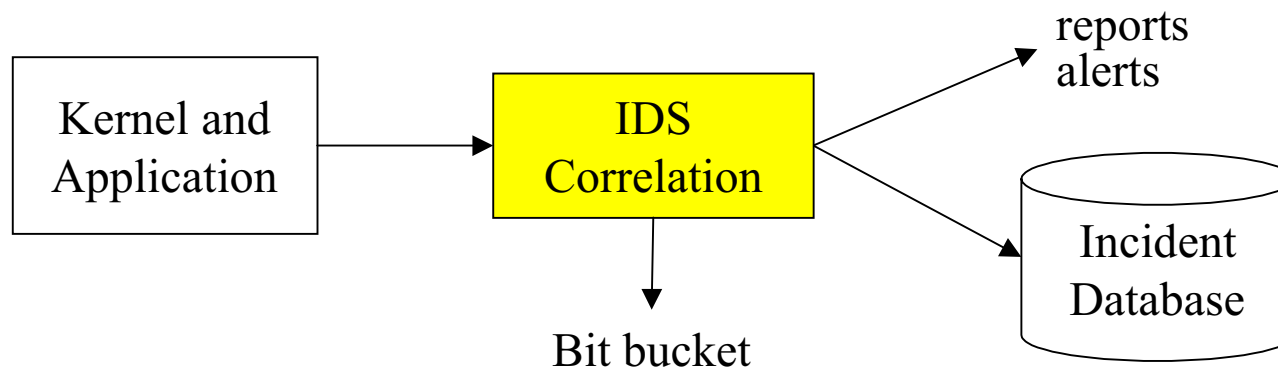 Kernel and
Application
IDS
Correlation
reports
alerts
Incident
Database
Bit bucket